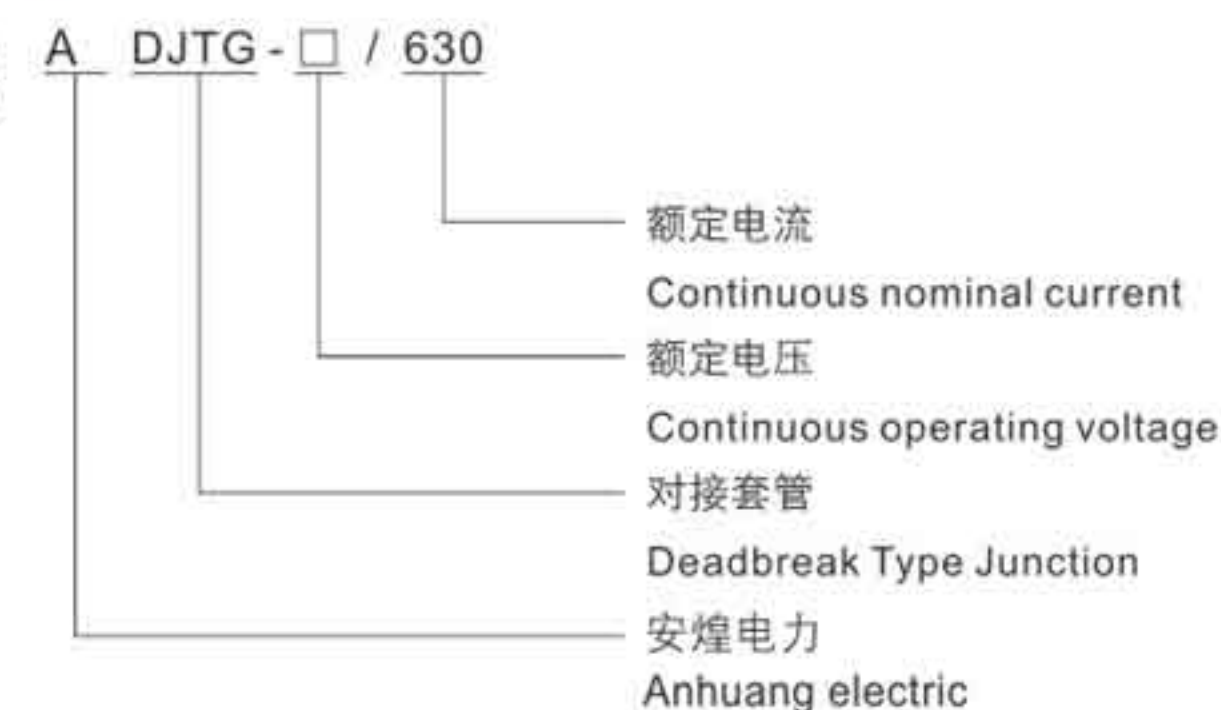 A DJTG - □ / 630
额定电流
Continuous nominal current
额定电压
Continuous operating voltage
对接套管
Deadbreak Type Junction
安煌电力
Anhuang electric